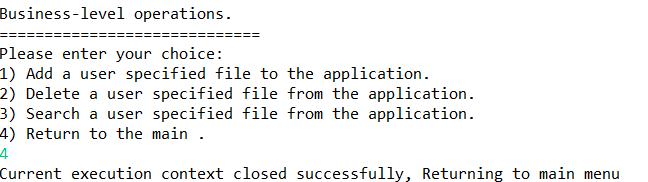 Business-level operations.
=============================
Please enter your choice:
1) Add a user specified file to the application.
2) Delete a user specified file from the application.
3) Search a user specified file from the application.
4) Return to the main .
4
Current execution context closed successfully, Returning to main menu